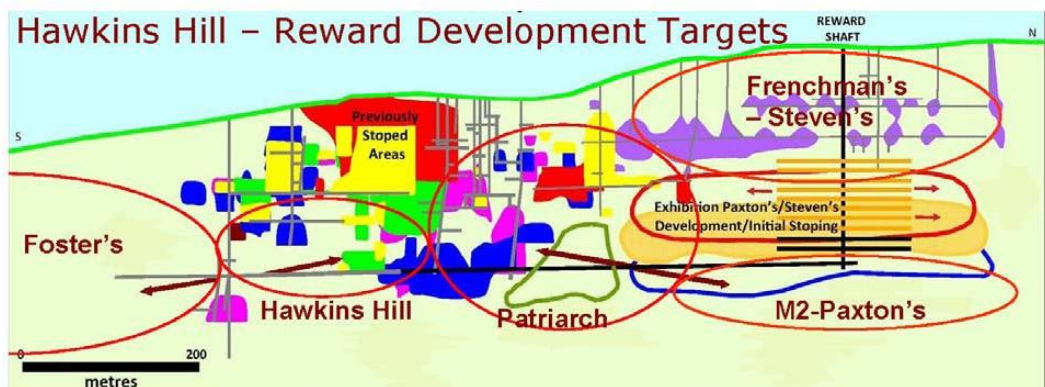 Hawkins Hill – Reward Development Targets
REWARD
SHAFT
N
S
Frenchman's
– Steven's
Previously
Stoped
Areas
Exhibition Paxton's/Steven's
Development/Initial Stoping
Foster's
Hawkins Hill
Patriarch
M2-Paxton's
0
200
metres